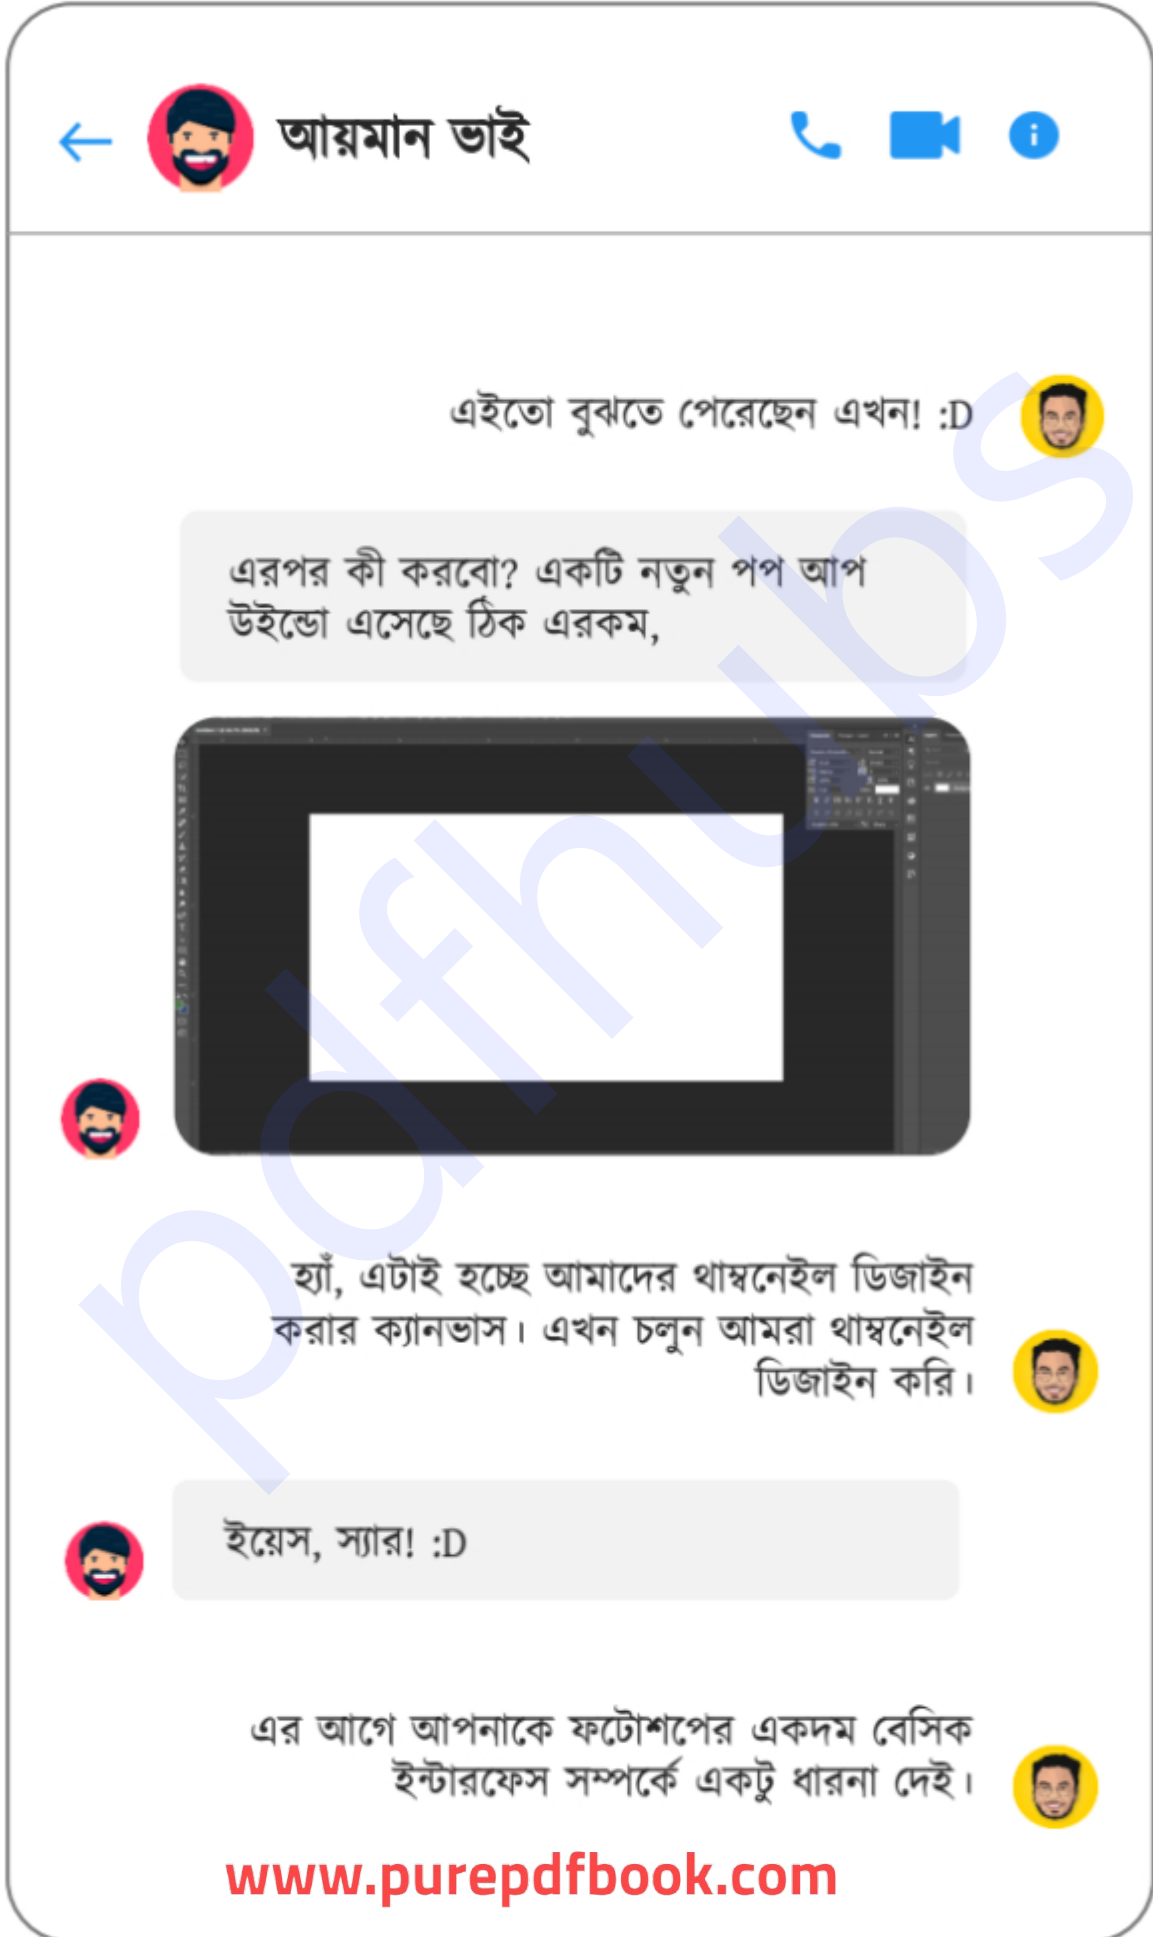 আয়মান ভাই
এইতো বুঝতে পেরেছেন এখন! :D
এরপর কী করবো? একটি নতুন পপ আপ
উইন্ডো এসেছে ঠিক এরকম,
হ্যাঁ, এটাই হচ্ছে আমাদের থাম্বনেইল ডিজাইন
করার ক্যানভাস। এখন চলুন আমরা থাম্বনেইল
ডিজাইন করি।
ইয়েস, স্যার! :D
এর আগে আপনাকে ফটোশপের একদম বেসিক
ইন্টারফেস সম্পর্কে একটু ধারনা দেই।
www.purepdfbook.com
pdfhubs